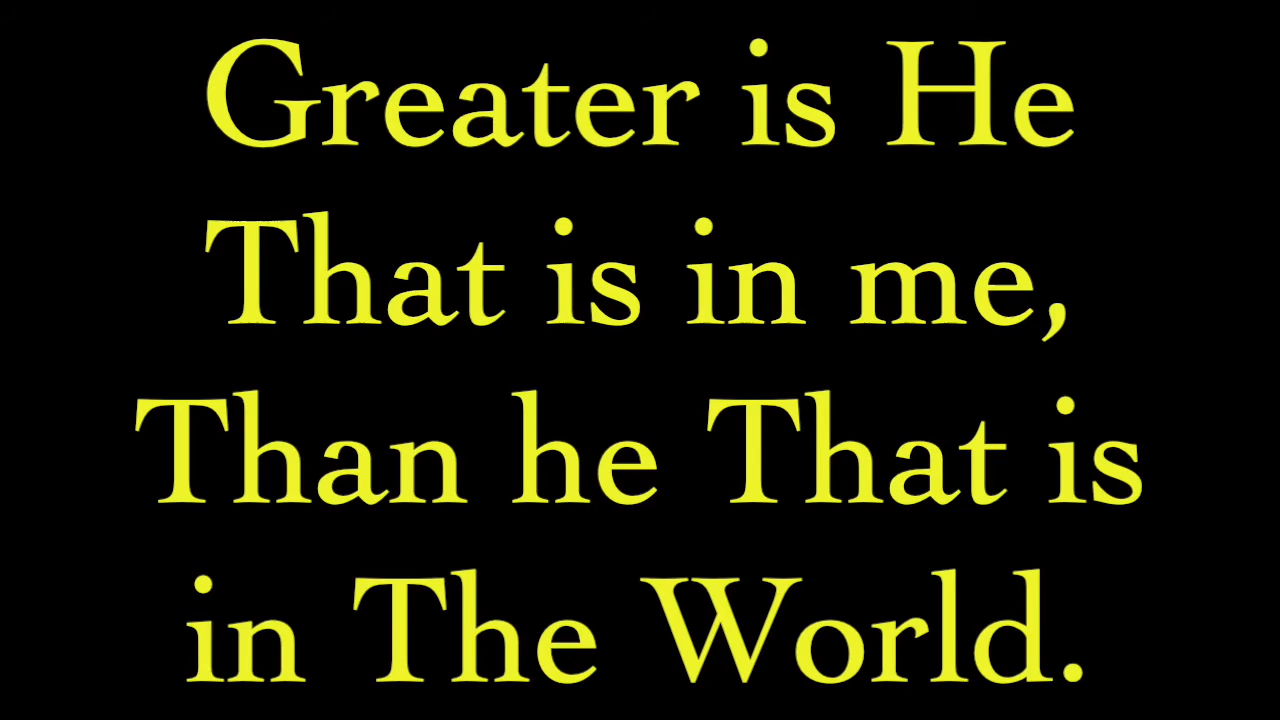 Greater is He
That is in me,
Than he That is
in The World.